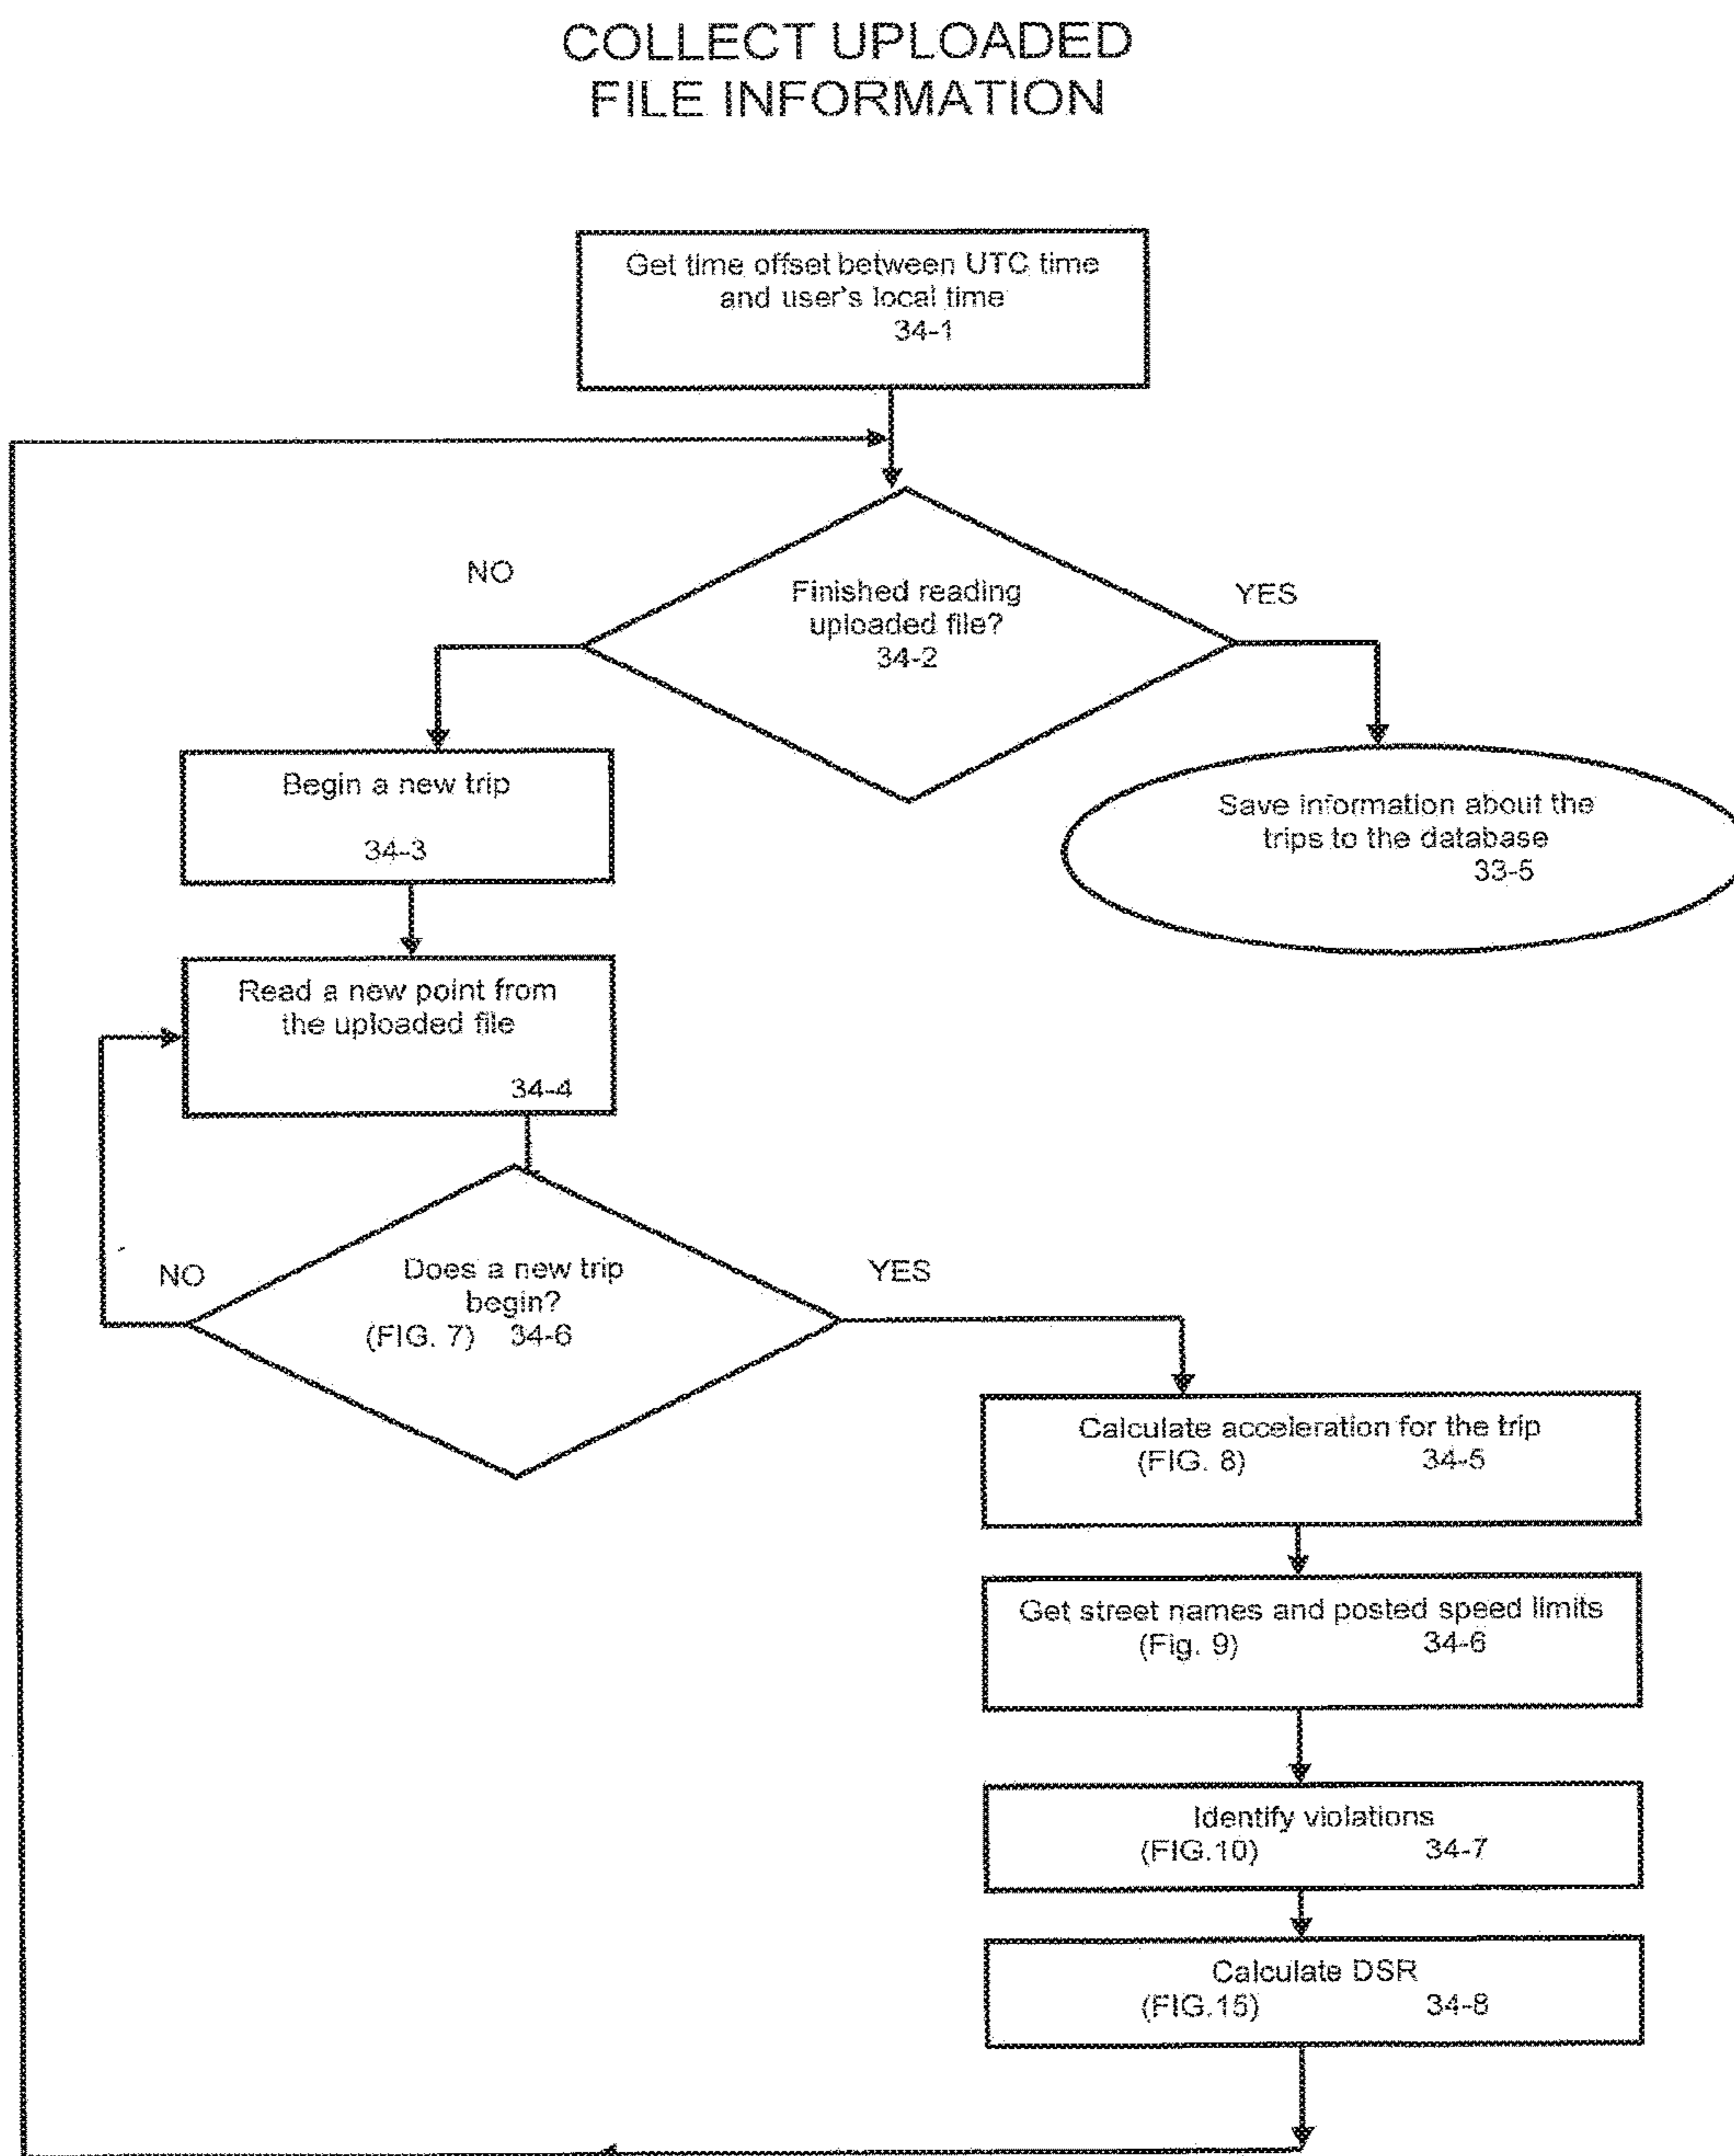 COLLECT UPLOADED
FILE INFORMATION
Get time offset between UTC time
and user's local time
34-1
NO
Finished reading
uploaded file?
34-2
YES
Begin a new trip
34-3
Save information about the
trips to the database
33-5
Read a new point from
the uploaded file
34-4
NO
Does a new trip
begin?
(FIG. 7) 34-6
YES
Calculate acceleration for the trip
(FIG. 8) 34-5
Get street names and posted speed limits
(Fig. 9) 34-6
Identify violations
(FIG.10) 34-7
Calculate DSR
(FIG.15) 34-8